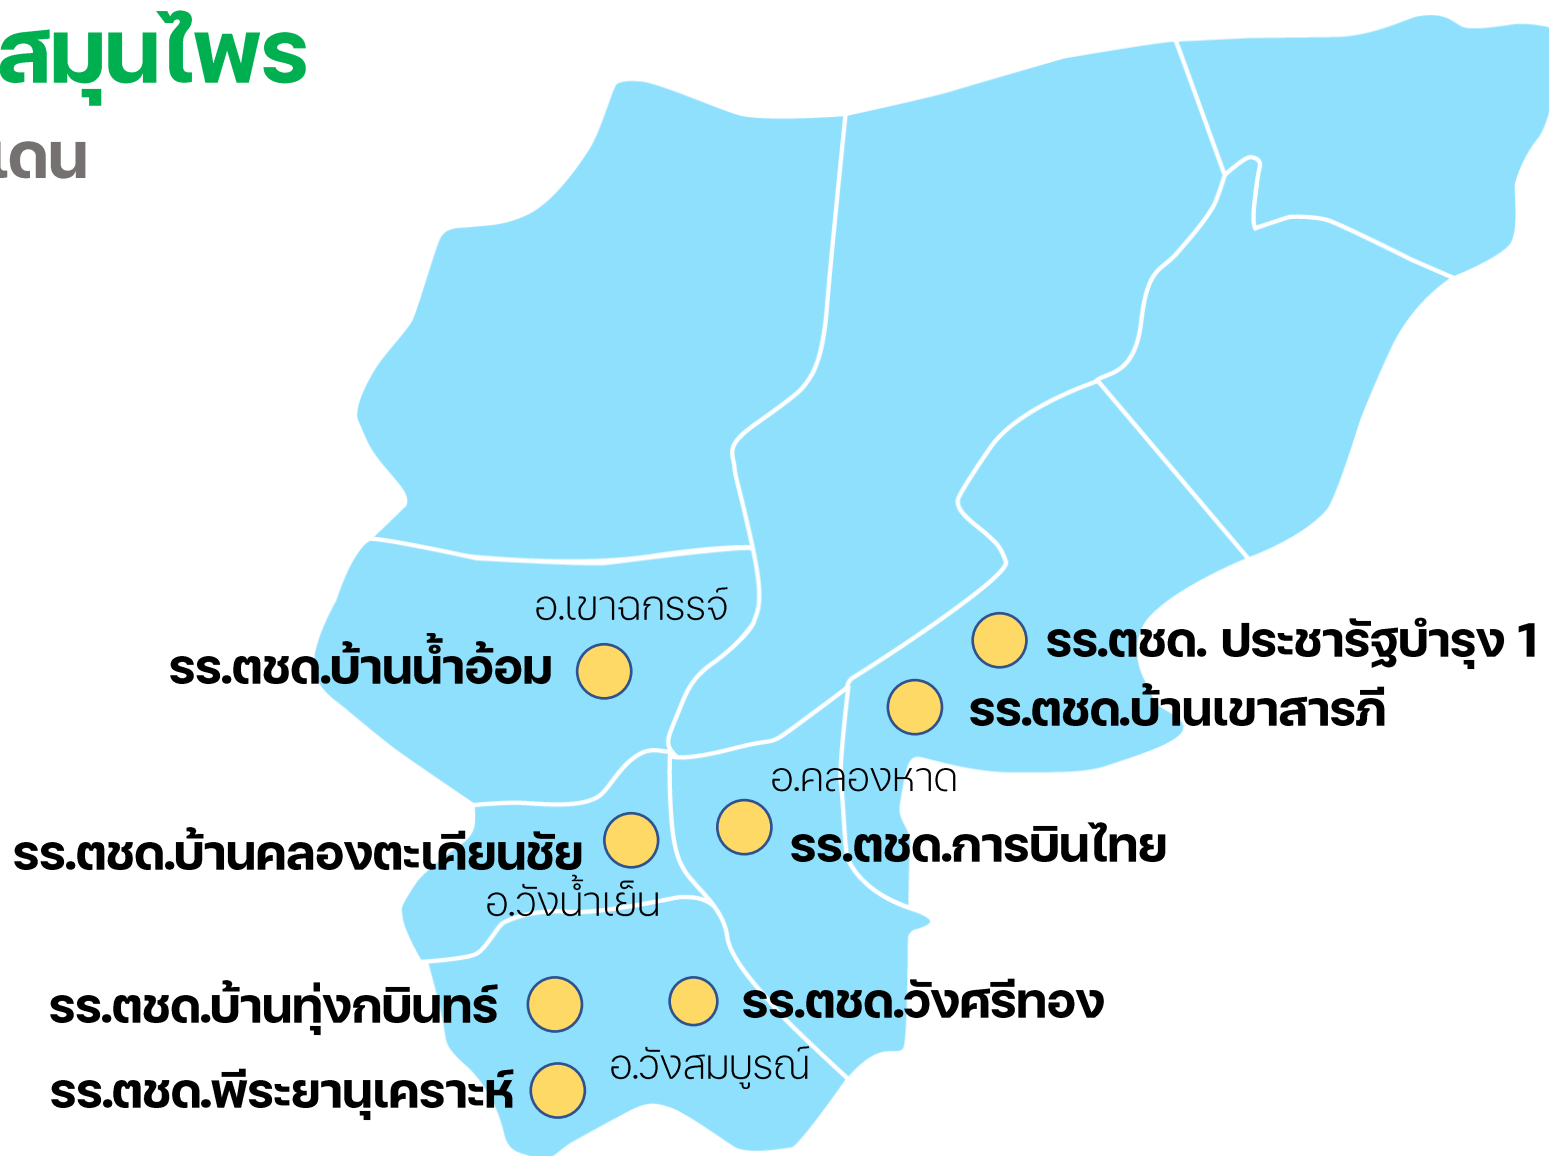 สมุนไพร
เดน
อ.เขาฉกรรจ์
รร.ตชด.บ้านน้ำอ้อม
รร.ตชด. ประชารัฐบำรุง 1
รร.ตชด.บ้านเขาสารภี
อ.คลองหาด
รร.ตชด.บ้านคลองตะเคียนชัย
รร.ตชด.การบินไทย
อ.วังน้ำเย็น
รร.ตชด.บ้านทุ่งกบินทร์
รร.ตชด.วังศรีทอง
อ.วังสมบูรณ์
รร.ตชด.พีระยานุเคราะห์